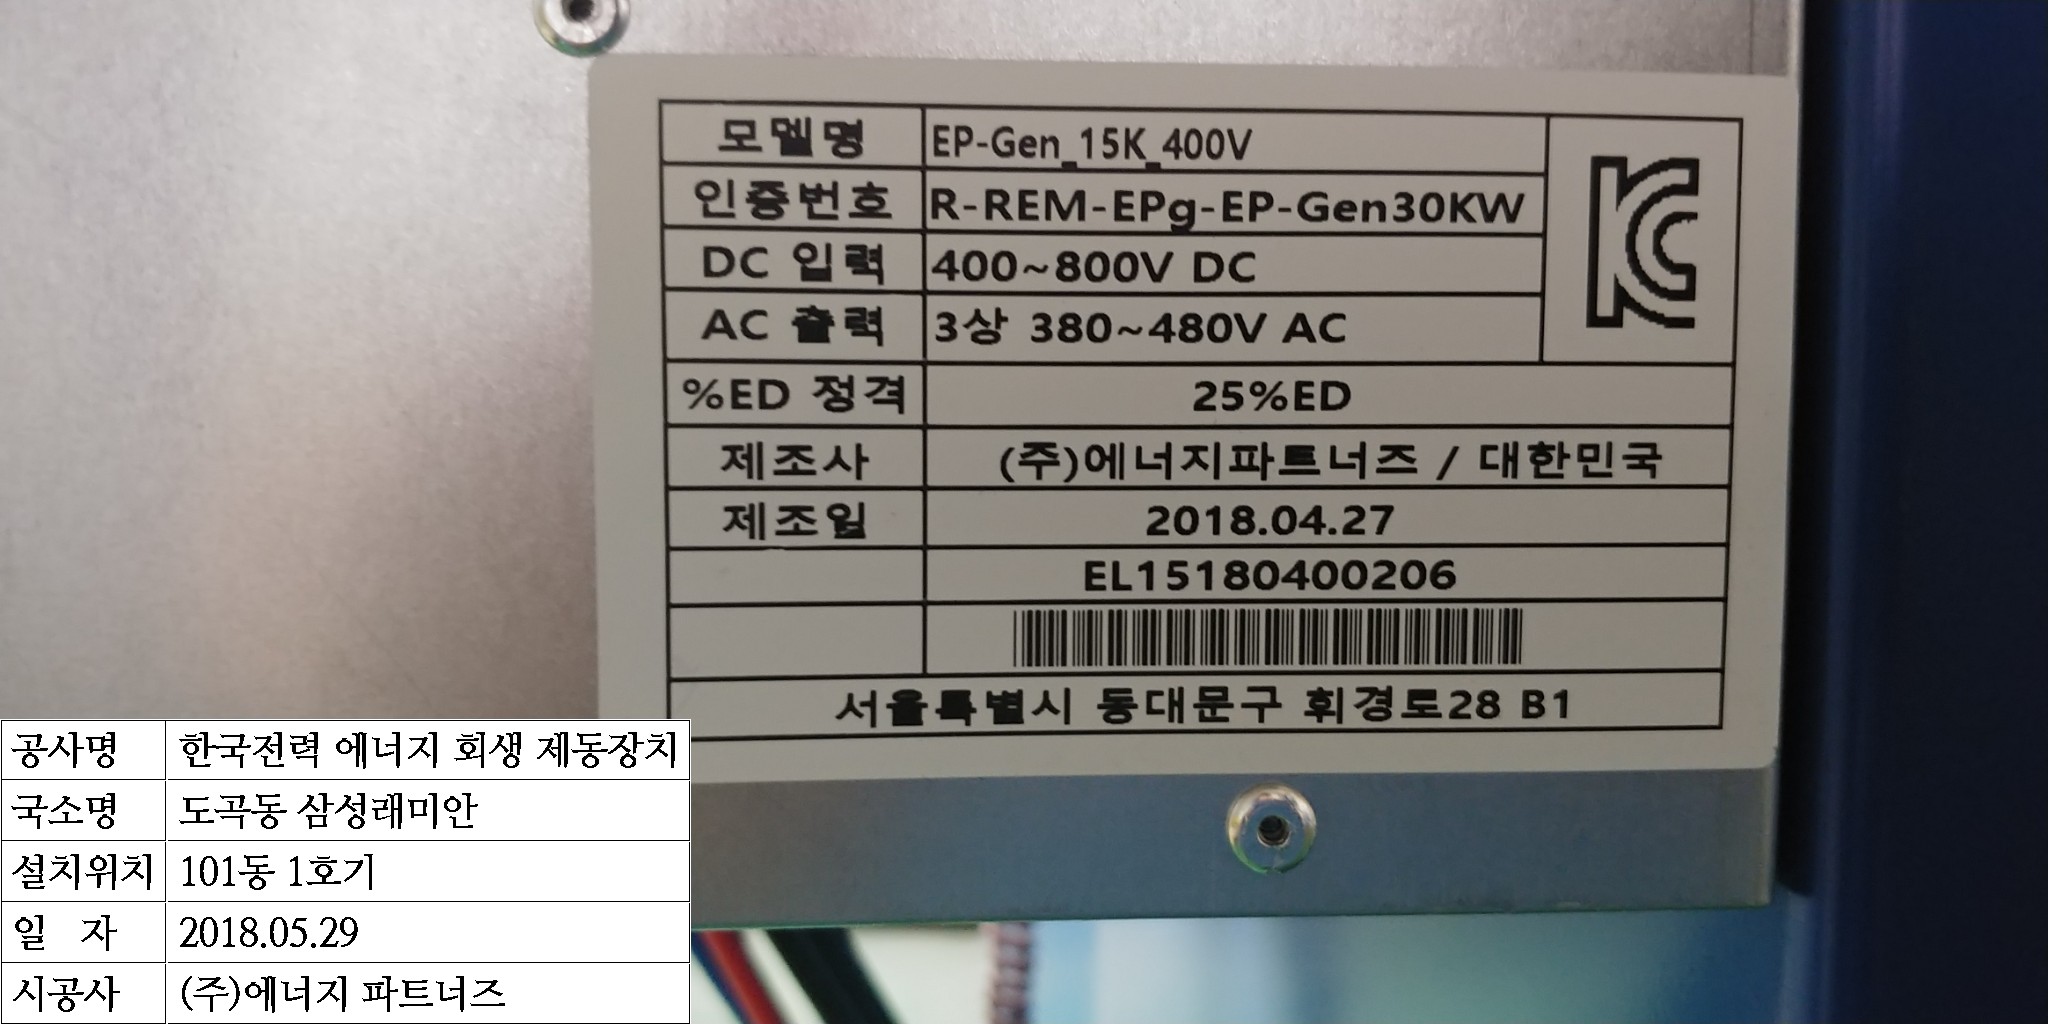 모델명 EP-Gen_15K_400V
인증번호 R-REM-EPg-EP-Gen30KW
DC 입력 400~800V DC
AC 출력 3상 380~480V AC
%ED 정격 25%ED
제조사 (주)에너지파트너즈 / 대한민국
제조일 2018.04.27
EL15180400206
서울특별시 동대문구 휘경로28 B1
공사명 한국전력 에너지 회생 제동장치
국소명 도곡동 삼성래미안
설치위치 101동 1호기
일 자 2018.05.29
시공사 (주)에너지 파트너즈